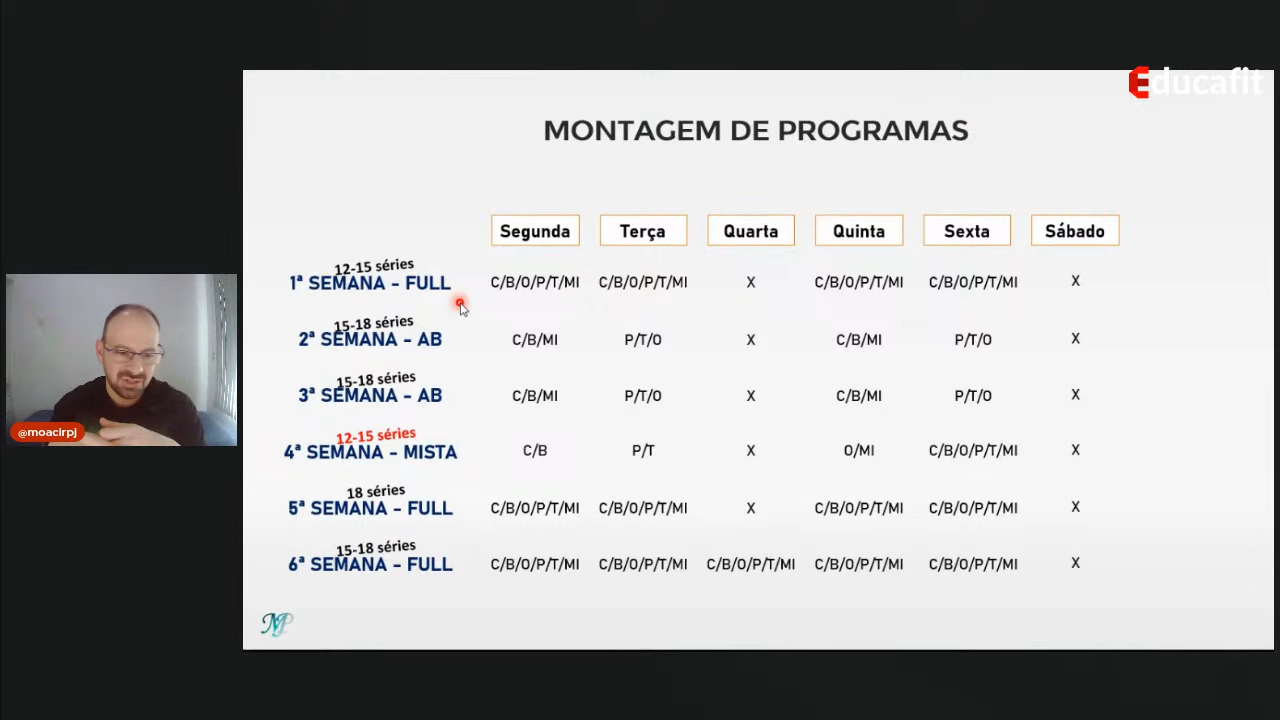 Educafit
MONTAGEM DE PROGRAMAS
Segunda Terça Quarta Quinta Sexta Sábado
12-15 séries
1ª SEMANA - FULL C/B/O/P/T/MI C/B/O/P/T/MI X C/B/O/P/T/MI C/B/O/P/T/MI X
15-18 séries
2ª SEMANA - AB C/B/MI P/T/O X C/B/MI P/T/O X
15-18 séries
3ª SEMANA - AB C/B/MI P/T/O X C/B/MI P/T/O X
12-15 séries
4ª SEMANA - MISTA C/B P/T X O/MI C/B/O/P/T/MI X
18 séries
5ª SEMANA - FULL C/B/O/P/T/MI C/B/O/P/T/MI X C/B/O/P/T/MI C/B/O/P/T/MI X
15-18 séries
6ª SEMANA - FULL C/B/O/P/T/MI C/B/O/P/T/MI C/B/O/P/T/MI C/B/O/P/T/MI C/B/O/P/T/MI X
@moacirpj
MP